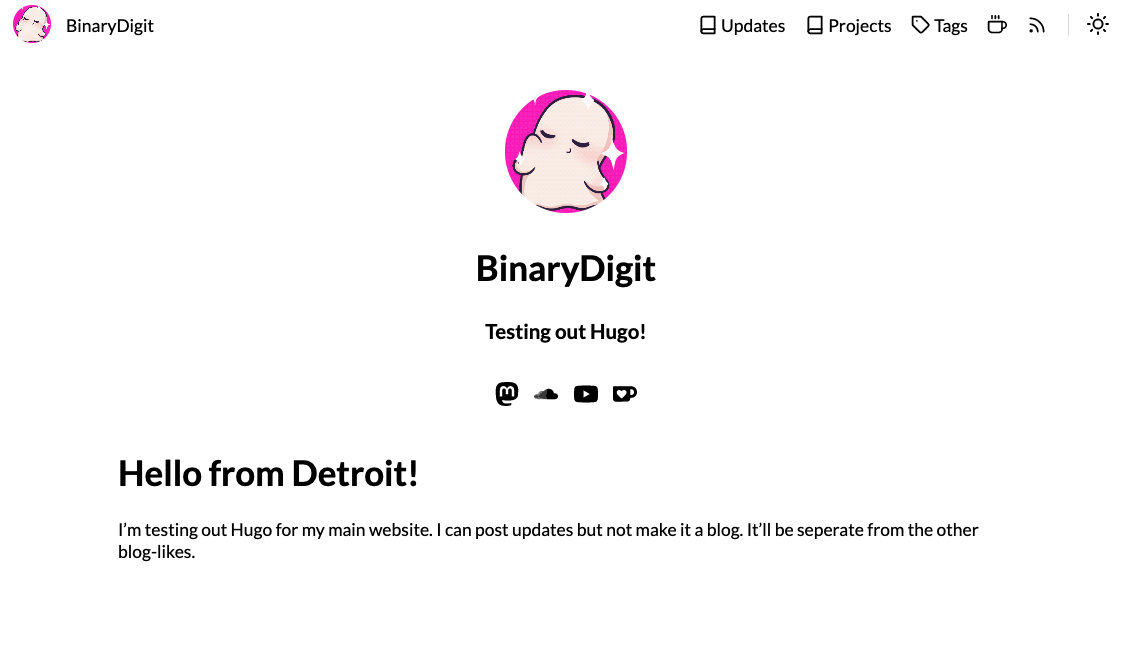 BinaryDigit
Updates
Projects
Tags
BinaryDigit
Testing out Hugo!
Hello from Detroit!
I’m testing out Hugo for my main website. I can post updates but not make it a blog. It’ll be seperate from the other
blog-likes.